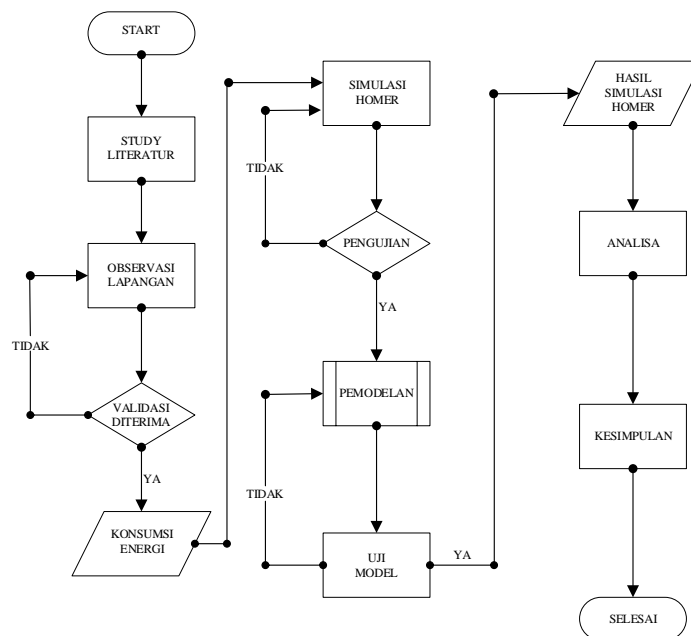 START
STUDY
LITERATUR
OBSERVASI
LAPANGAN
TIDAK
VALIDASI
DITERIMA
YA
KONSUMSI
ENERGI
SIMULASI
HOMER
TIDAK
PENGUJIAN
YA
PEMODELAN
TIDAK
UJI
MODEL
YA
HASIL
SIMULASI
HOMER
ANALISA
KESIMPULAN
SELESAI